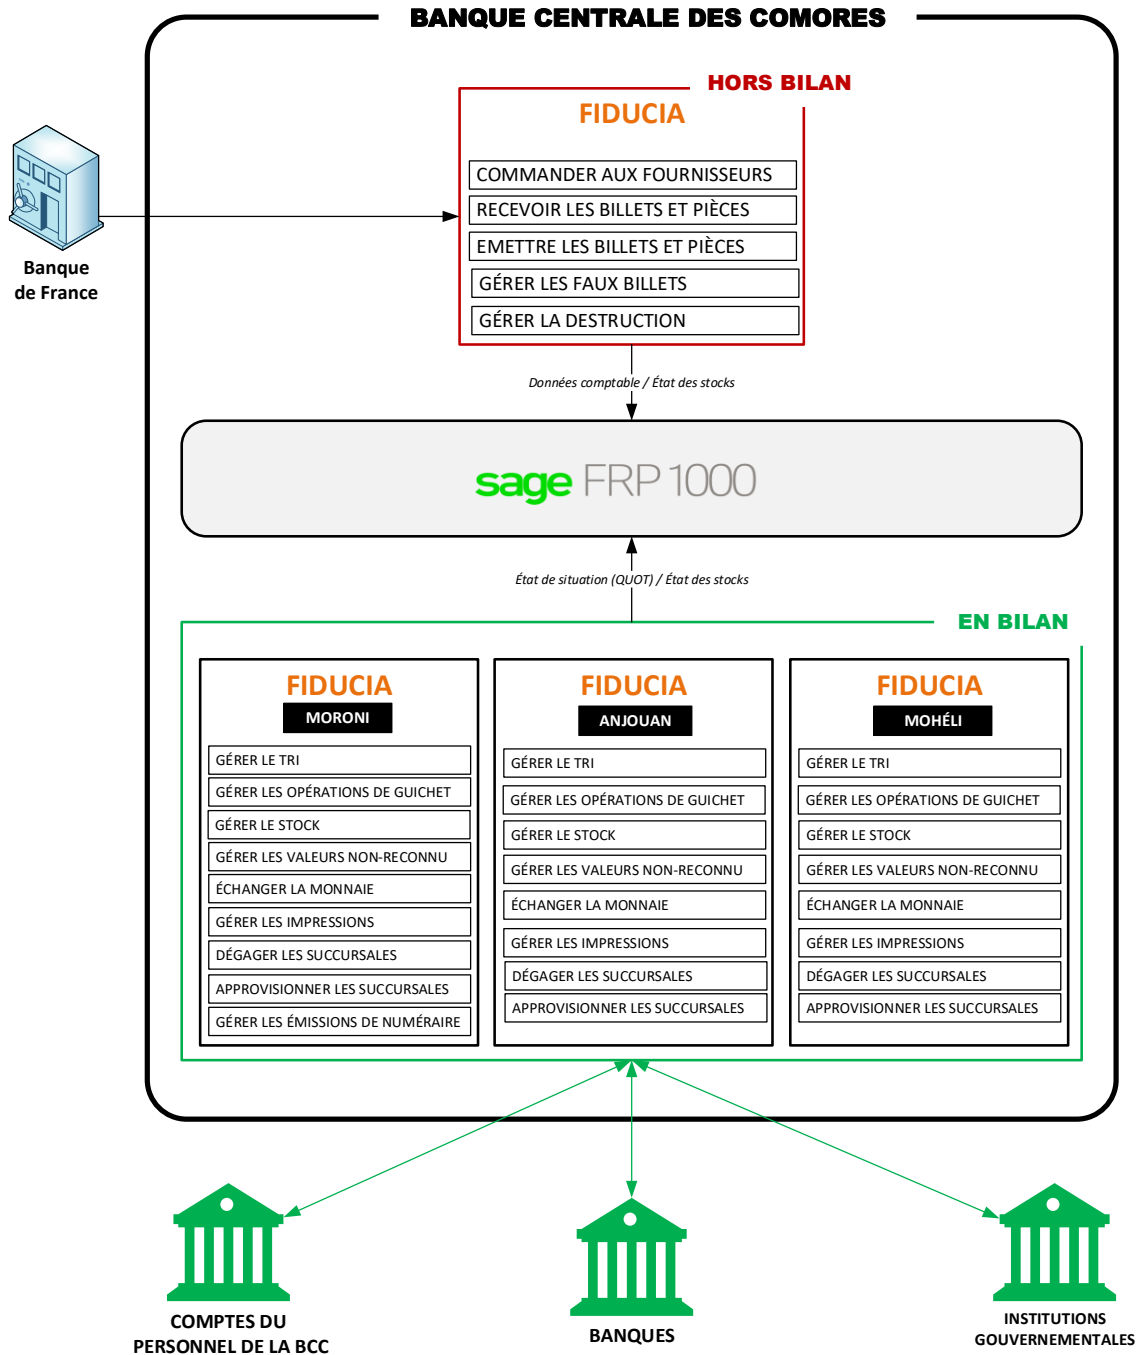 BANQUE CENTRALE DES COMORES
HORS BILAN
FIDUCIA
COMMANDER AUX FOURNISSEURS
RECEVOIR LES BILLETS ET PIÈCES
EMETTRE LES BILLETS ET PIÈCES
GÉRER LES FAUX BILLETS
GÉRER LA DESTRUCTION
Banque
de France
Données comptable / État des stocks
sage FRP 1000
État de situation (QUOT) / État des stocks
EN BILAN
FIDUCIA
MORONI
GÉRER LE TRI
GÉRER LES OPÉRATIONS DE GUICHET
GÉRER LE STOCK
GÉRER LES VALEURS NON-RECONNU
ÉCHANGER LA MONNAIE
GÉRER LES IMPRESSIONS
DÉGAGER LES SUCCURSALES
APPROVISIONNER LES SUCCURSALES
GÉRER LES ÉMISSIONS DE NUMÉRAIRE
FIDUCIA
ANJOUAN
GÉRER LE TRI
GÉRER LES OPÉRATIONS DE GUICHET
GÉRER LE STOCK
GÉRER LES VALEURS NON-RECONNU
ÉCHANGER LA MONNAIE
GÉRER LES IMPRESSIONS
DÉGAGER LES SUCCURSALES
APPROVISIONNER LES SUCCURSALES
FIDUCIA
MOHÉLI
GÉRER LE TRI
GÉRER LES OPÉRATIONS DE GUICHET
GÉRER LE STOCK
GÉRER LES VALEURS NON-RECONNU
ÉCHANGER LA MONNAIE
GÉRER LES IMPRESSIONS
DÉGAGER LES SUCCURSALES
APPROVISIONNER LES SUCCURSALES
COMPTES DU
PERSONNEL DE LA BCC
BANQUES
INSTITUTIONS
GOUVERNEMENTALES